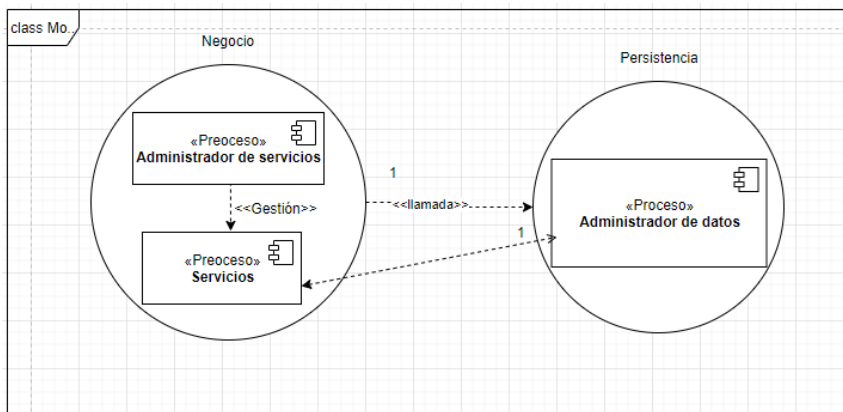 class Mo..
Negocio
Persistencia
«Preoceso»
Administrador de servicios
1
<<Gestión>>
<<llamada>>
«Proceso»
Administrador de datos
1
«Preoceso»
Servicios